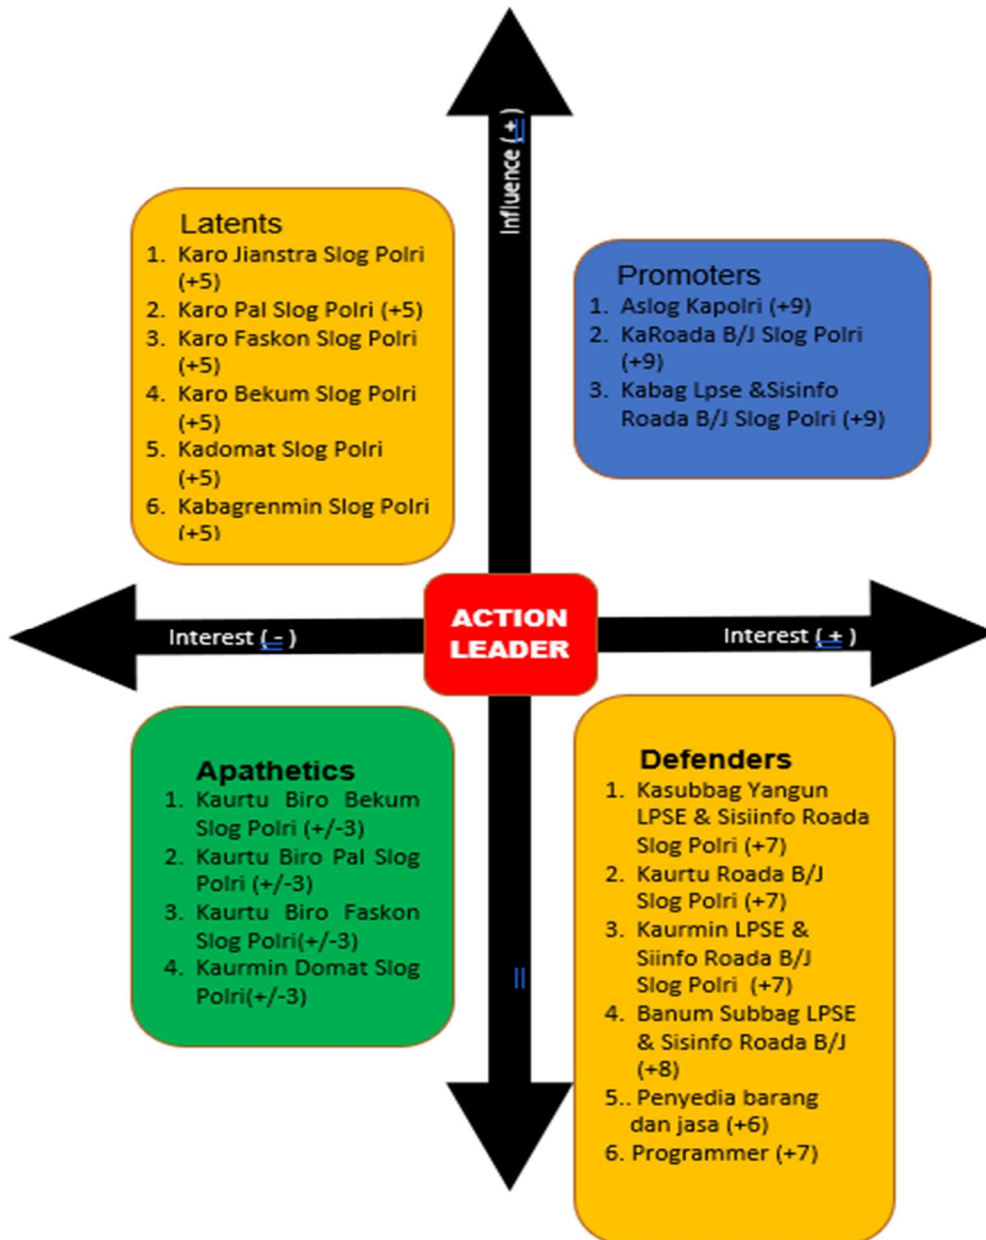 Influence ( + )
Latents
1. Karo Jianstra Slog Polri
(+5)
2. Karo Pal Slog Polri (+5)
3. Karo Faskon Slog Polri
(+5)
4. Karo Bekum Slog Polri
(+5)
5. Kadomat Slog Polri
(+5)
6. Kabagrenmin Slog Polri
(+5)
Promoters
1. Aslog Kapolri (+9)
2. KaRoada B/J Slog Polri
(+9)
3. Kabag Lpse &Sisinfo
Roada B/J Slog Polri (+9)
Interest ( - )
ACTION
LEADER
Interest ( + )
Apathetics
1. Kaurtu Biro Bekum
Slog Polri (+/-3)
2. Kaurtu Biro Pal Slog
Polri (+/-3)
3. Kaurtu Biro Faskon
Slog Polri(+/-3)
4. Kaurmin Domat Slog
Polri(+/-3)
Defenders
1. Kasubbag Yangun
LPSE & Sisiinfo Roada
Slog Polri (+7)
2. Kaurtu Roada B/J
Slog Polri (+7)
3. Kaurmin LPSE &
Siinfo Roada B/J
Slog Polri (+7)
4. Banum Subbag LPSE
& Sisinfo Roada B/J
(+8)
5.. Penyedia barang
dan jasa (+6)
6. Programmer (+7)